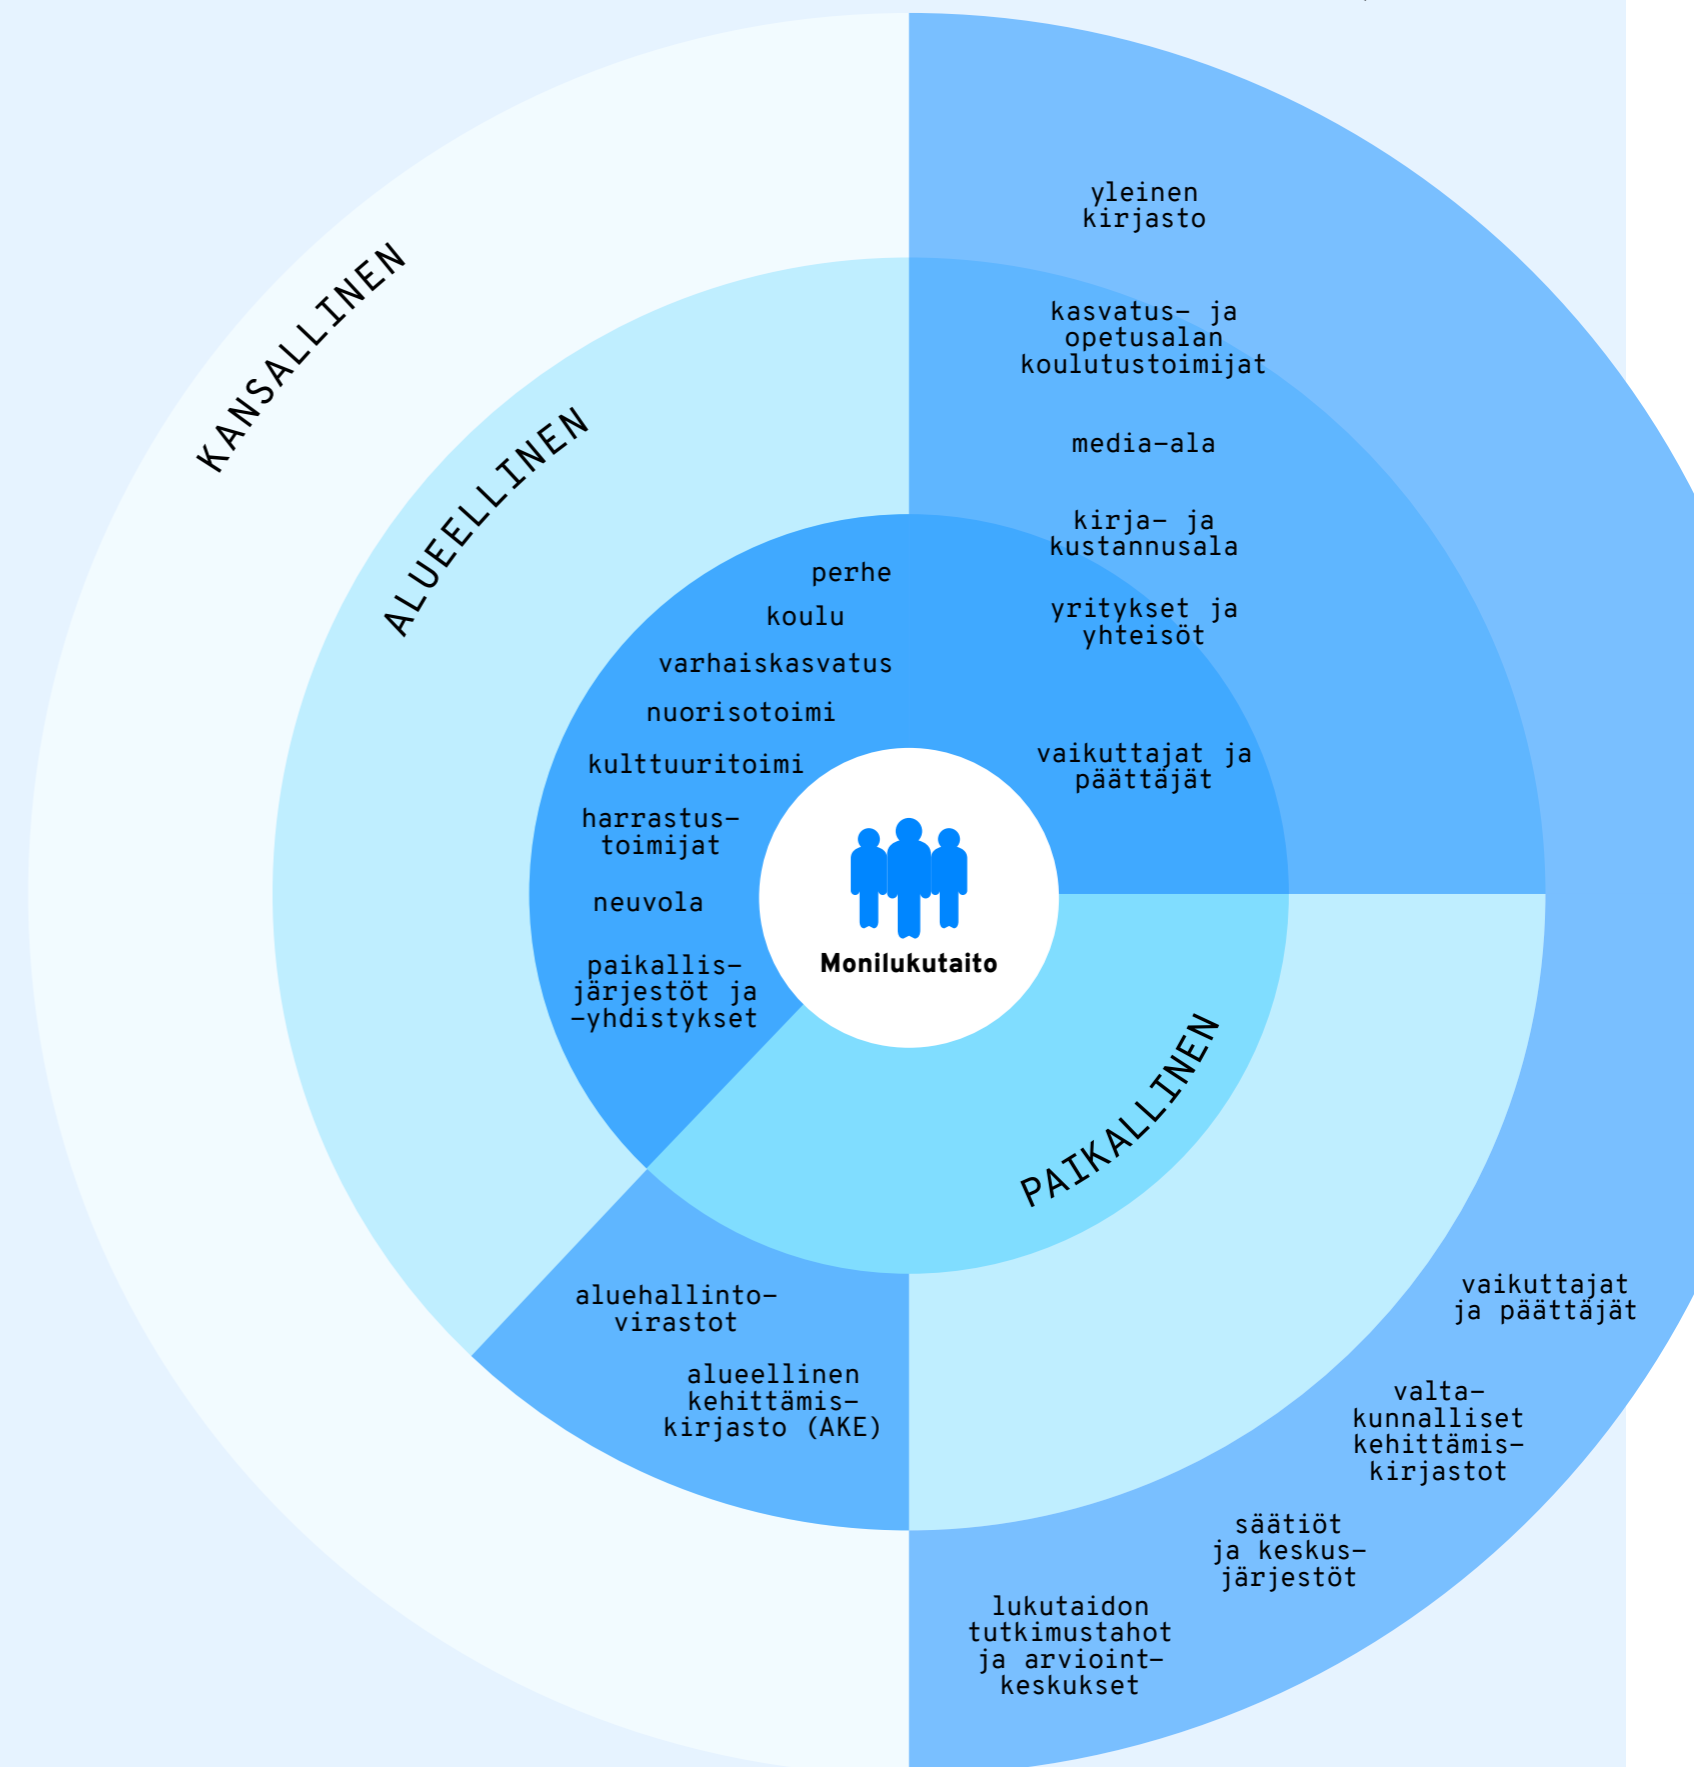 KANSALLINEN
ALUEELLINEN
PAIKALLINEN
yleinen
kirjasto
kasvatus- ja
opetusalan
koulutustoimijat
media-ala
kirja- ja
kustannusala
yritykset ja
yhteisöt
vaikuttajat ja
päättäjät
perhe
koulu
varhaiskasvatus
nuorisotoimi
kulttuuritoimi
harrastus-
toimijat
neuvola
paikallis-
järjestöt ja
-yhdistykset
Monilukutaito
aluehallinto-
virastot
alueellinen
kehittämis-
kirjasto (AKE)
vaikuttajat
ja päättäjät
valta-
kunnalliset
kehittämis-
kirjastot
säätiöt
ja keskus-
järjestöt
lukutaidon
tutkimustahot
ja arvioint-
keskukset